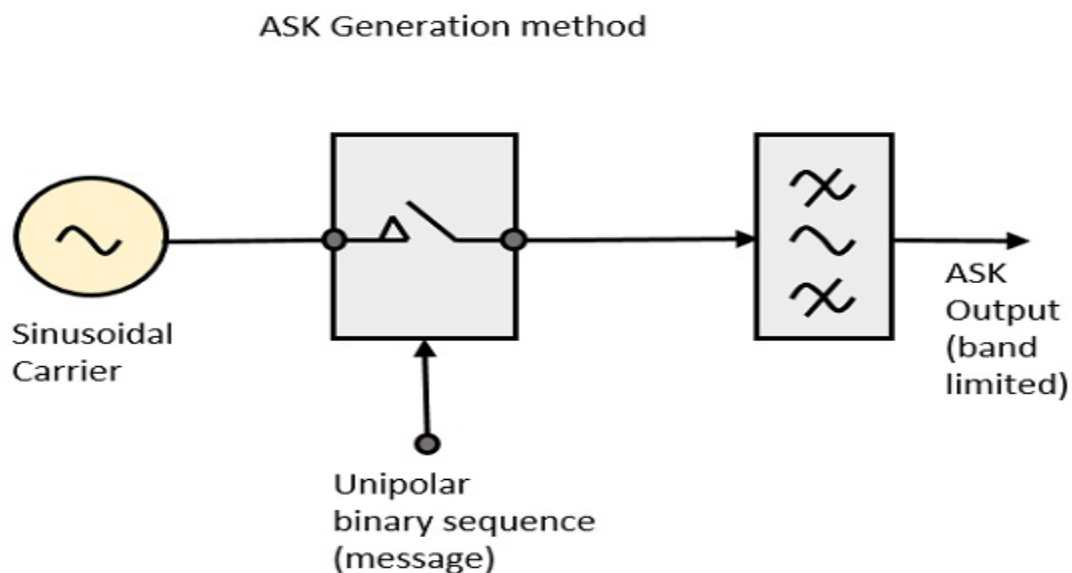 ASK Generation method
Sinusoidal
Carrier
Unipolar
binary sequence
(message)
ASK
Output
(band
limited)